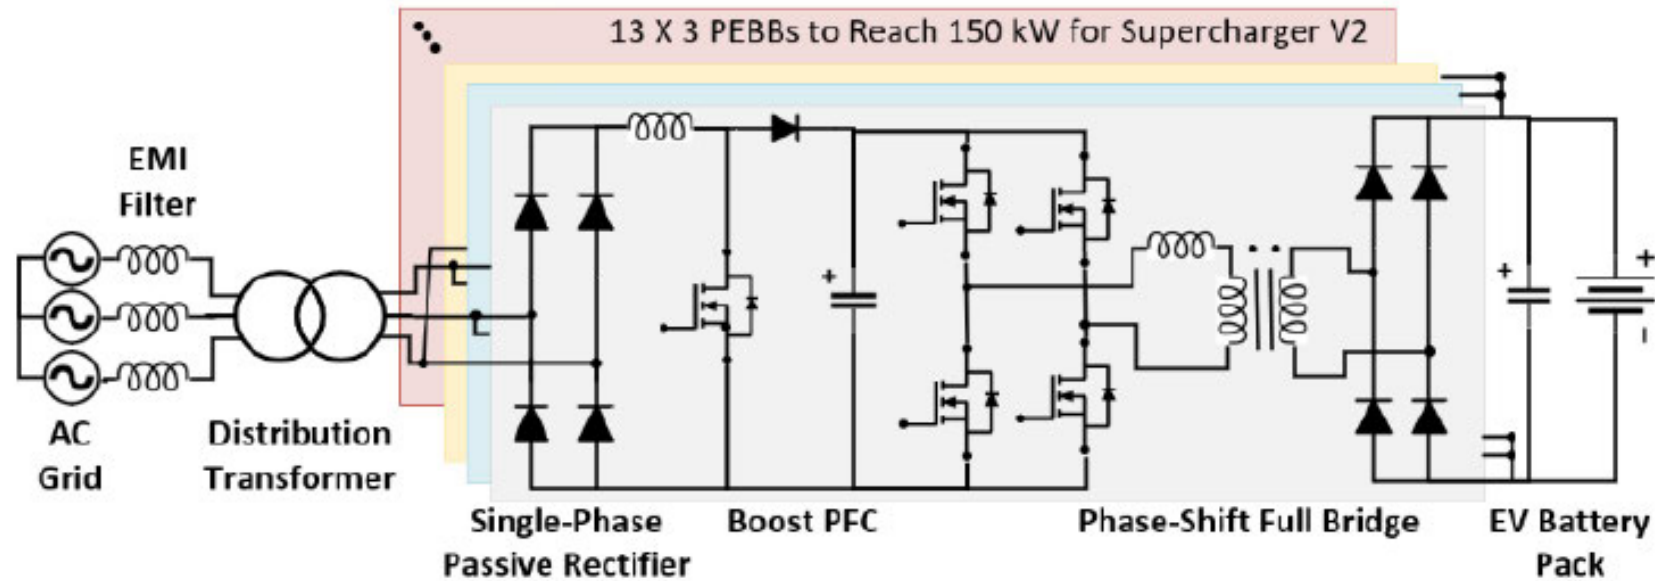 13 X 3 PEBBs to Reach 150 kW for Supercharger V2
EMI
Filter
AC
Grid
Distribution
Transformer
+
+
+
-
Single-Phase
Passive Rectifier
Boost PFC
Phase-Shift Full Bridge
EV Battery
Pack